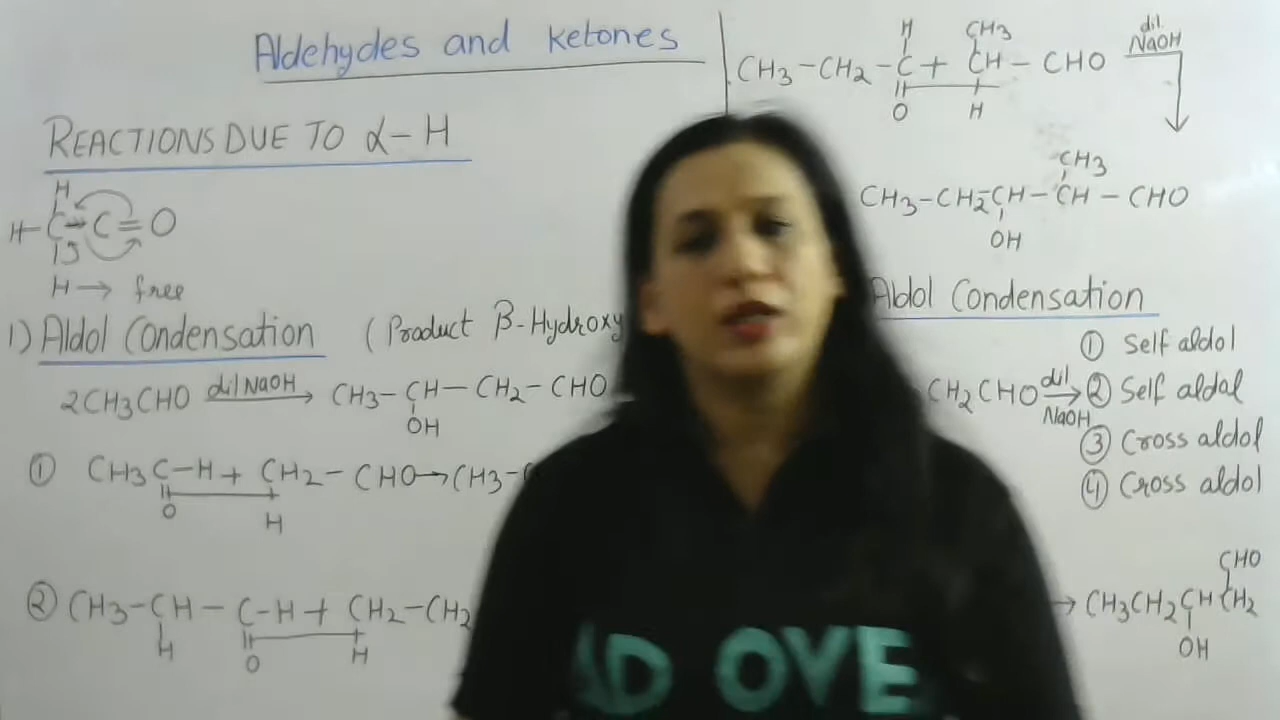 Aldehydes and ketones
REACTIONS DUE TO α-H
H
H-C-C=O
H → free
1) Aldol Condensation (Product β-Hydroxy
2CH3CHO dil NaOH → CH3-CH-CH2-CHO
OH
① CH3C-H + CH2-CHO → CH3-
O H
② CH3-CH-C-H + CH2-CH2
H O H
H CH3
CH3-CH2-C + CH-CHO dil. NaOH
O H
CH3
CH3-CH2-CH-CH-CHO
OH
Aldol Condensation
① Self aldol
CH2CHO dil NaOH → ② Self aldal
③ Cross aldol
④ Cross aldol
CHO
→ CH3CH2CH CH2
OH
AD OVE